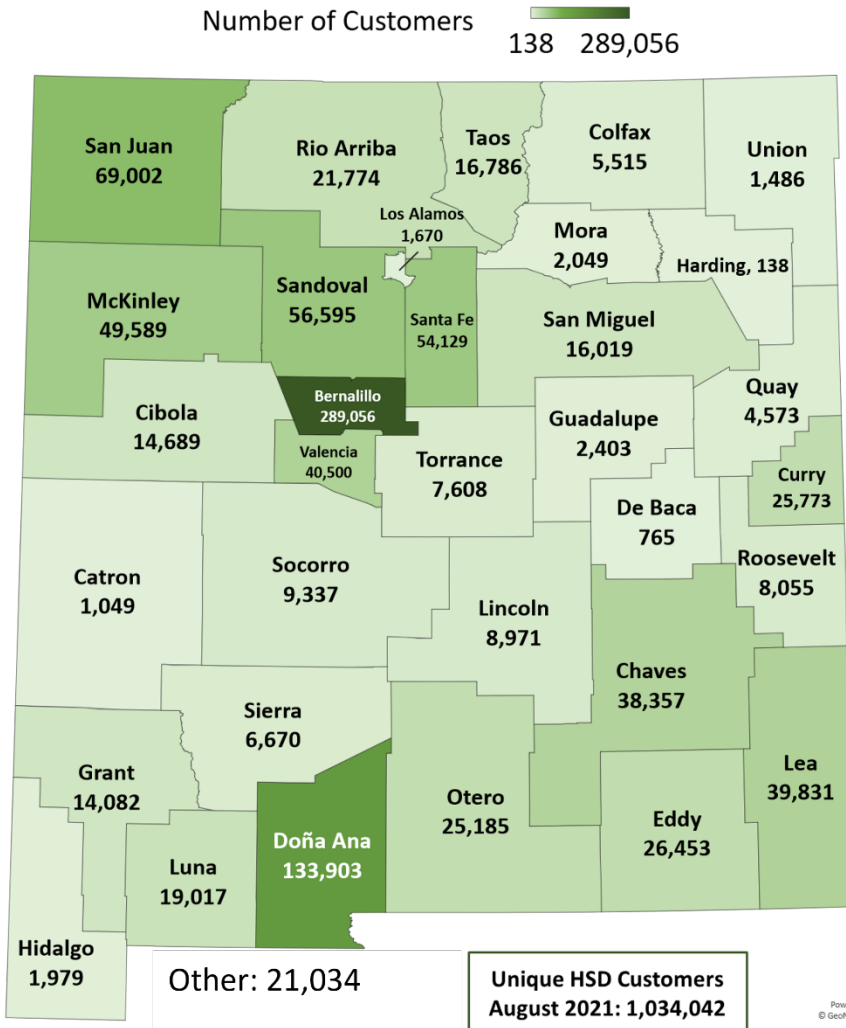 Number of Customers
138 289,056
San Juan
69,002
Rio Arriba
21,774
Taos
16,786
Colfax
5,515
Union
1,486
Los Alamos
1,670
Mora
2,049
Harding, 138
McKinley
49,589
Sandoval
56,595
Santa Fe
54,129
San Miguel
16,019
Quay
4,573
Cibola
14,689
Bernalillo
289,056
Valencia
40,500
Torrance
7,608
Guadalupe
2,403
Curry
25,773
De Baca
765
Roosevelt
8,055
Catron
1,049
Socorro
9,337
Lincoln
8,971
Chaves
38,357
Sierra
6,670
Grant
14,082
Lea
39,831
Otero
25,185
Eddy
26,453
Doña Ana
133,903
Luna
19,017
Hidalgo
1,979
Other: 21,034
Unique HSD Customers
August 2021: 1,034,042
Pow
© GeoN